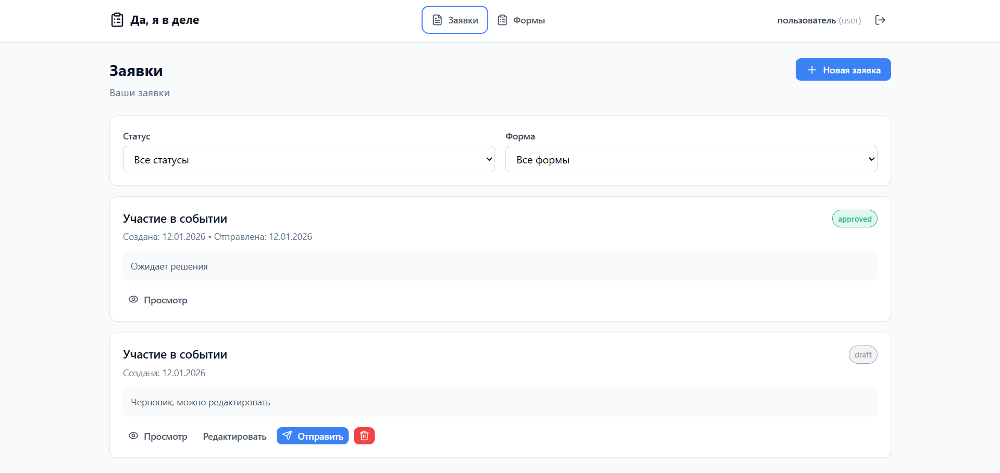 Да, я в деле
Заявки
Формы
пользователь (user)
Заявки
Новая заявка
Ваши заявки
Статус
Форма
Все статусы
Все формы
Участие в событии
approved
Создана: 12.01.2026 • Отправлена: 12.01.2026
Ожидает решения
Просмотр
Участие в событии
draft
Создана: 12.01.2026
Черновик, можно редактировать
Просмотр
Редактировать
Отправить